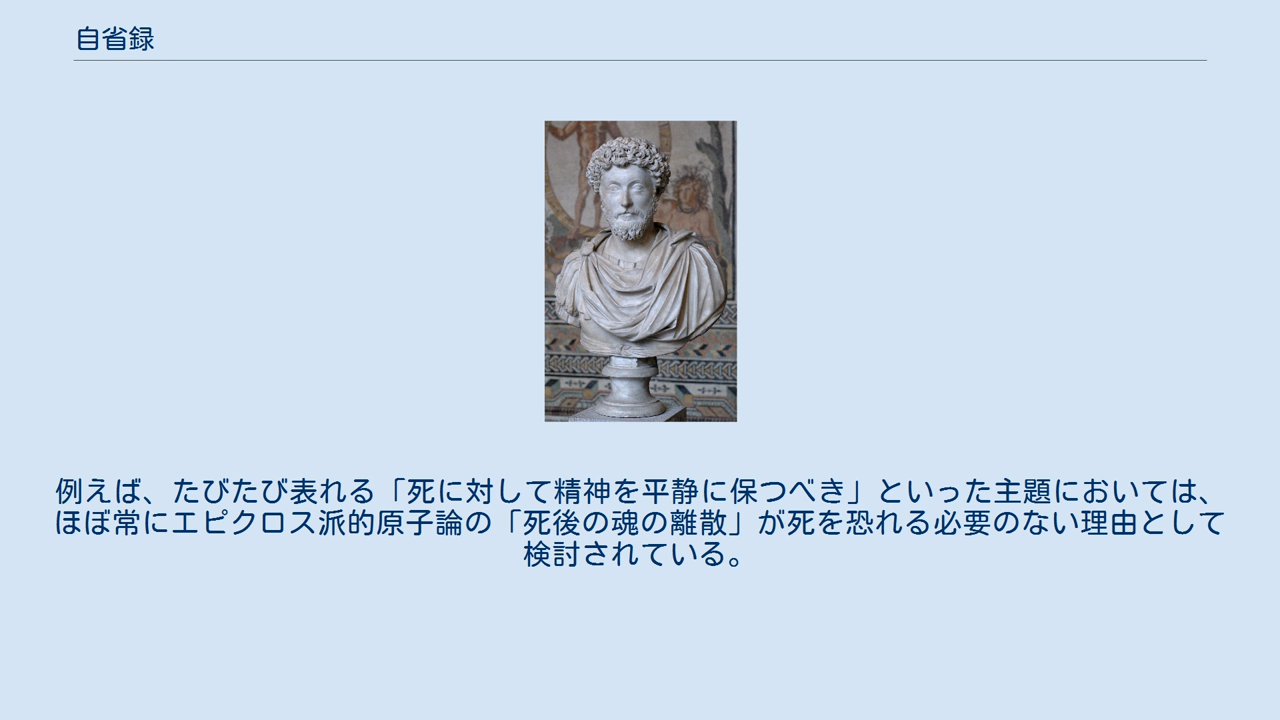 自省録
例えば、たびたび表れる「死に対して精神を平静に保つべき」といった主題においては、
ほぼ常にエピクロス派的原子論の「死後の魂の離散」が死を恐れる必要のない理由として
検討されている。